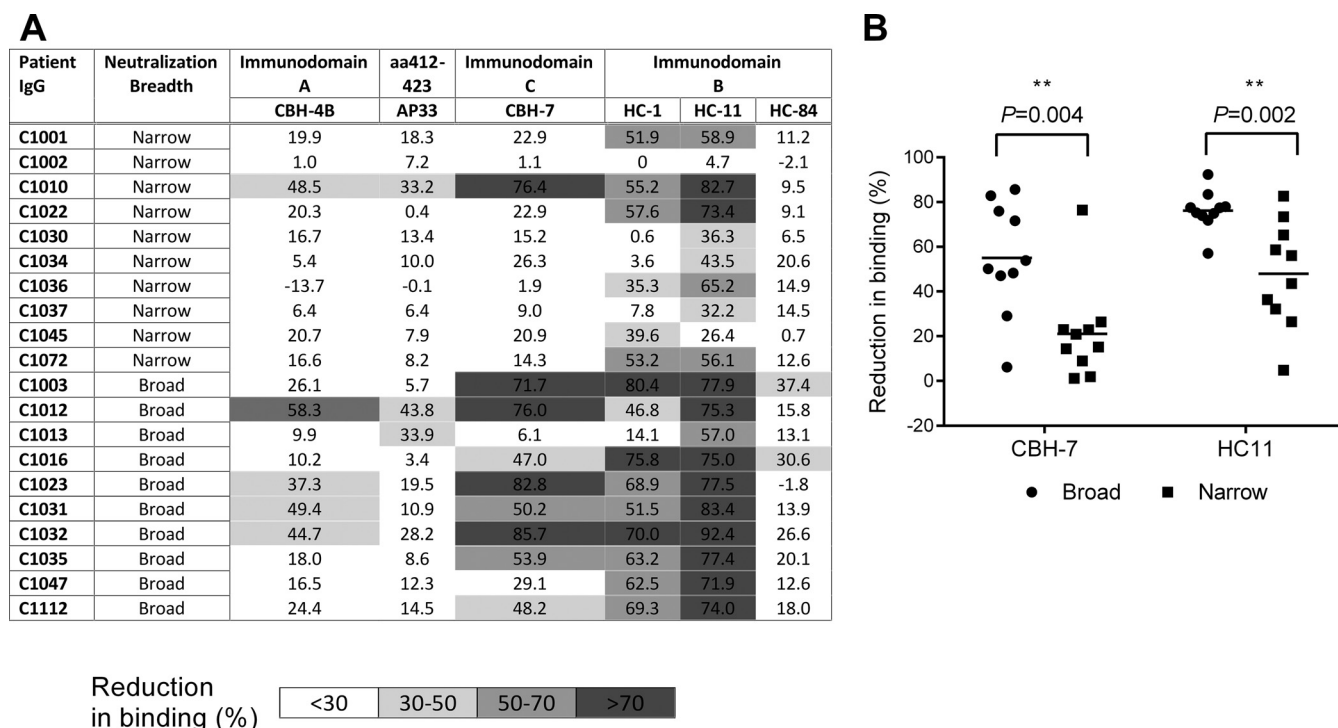 A
Patient IgG Neutralization Breadth Immunodomain A aa412-423 Immunodomain C Immunodomain B
CBH-4B AP33 CBH-7 HC-1 HC-11 HC-84
C1001 Narrow 19.9 18.3 22.9 51.9 58.9 11.2
C1002 Narrow 1.0 7.2 1.1 0 4.7 -2.1
C1010 Narrow 48.5 33.2 76.4 55.2 82.7 9.5
C1022 Narrow 20.3 0.4 22.9 57.6 73.4 9.1
C1030 Narrow 16.7 13.4 15.2 0.6 36.3 6.5
C1034 Narrow 5.4 10.0 26.3 3.6 43.5 20.6
C1036 Narrow -13.7 -0.1 1.9 35.3 65.2 14.9
C1037 Narrow 6.4 6.4 9.0 7.8 32.2 14.5
C1045 Narrow 20.7 7.9 20.9 39.6 26.4 0.7
C1072 Narrow 16.6 8.2 14.3 53.2 56.1 12.6
C1003 Broad 26.1 5.7 71.7 80.4 77.9 37.4
C1012 Broad 58.3 43.8 76.0 46.8 75.3 15.8
C1013 Broad 9.9 33.9 6.1 14.1 57.0 13.1
C1016 Broad 10.2 3.4 47.0 75.8 75.0 30.6
C1023 Broad 37.3 19.5 82.8 68.9 77.5 -1.8
C1031 Broad 49.4 10.9 50.2 51.5 83.4 13.9
C1032 Broad 44.7 28.2 85.7 70.0 92.4 26.6
C1035 Broad 18.0 8.6 53.9 63.2 77.4 20.1
C1047 Broad 16.5 12.3 29.1 62.5 71.9 12.6
C1112 Broad 24.4 14.5 48.2 69.3 74.0 18.0
Reduction
in binding (%)
<30 30-50 50-70 >70
B
** **
P=0.004 P=0.002
Reduction in binding (%)
100
80
60
40
20
0
-20
CBH-7 HC11
Broad Narrow